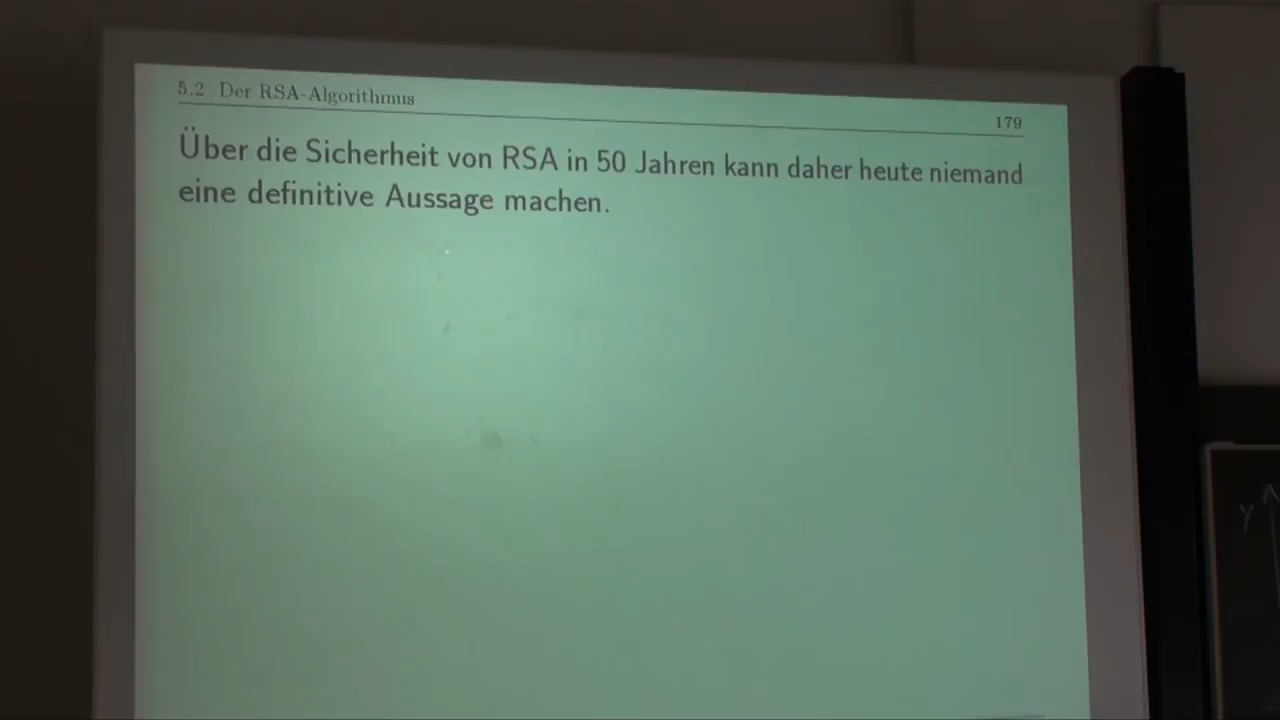 5.2 Der RSA-Algorithmus
179
Über die Sicherheit von RSA in 50 Jahren kann daher heute niemand
eine definitive Aussage machen.
y